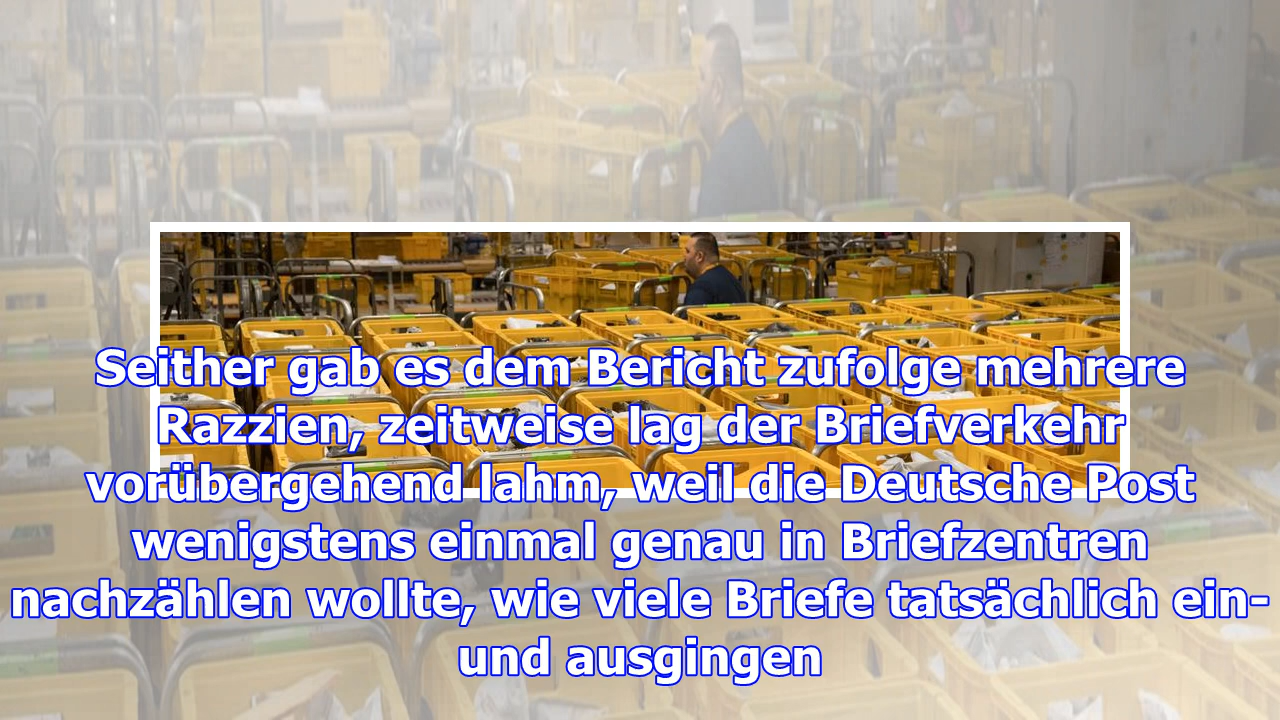 Seither gab es dem Bericht zufolge mehrere
Razzien, zeitweise lag der Briefverkehr
vorübergehend lahm, weil die Deutsche Post
wenigstens einmal genau in Briefzentren
nachzählen wollte, wie viele Briefe tatsächlich ein-
und ausgingen